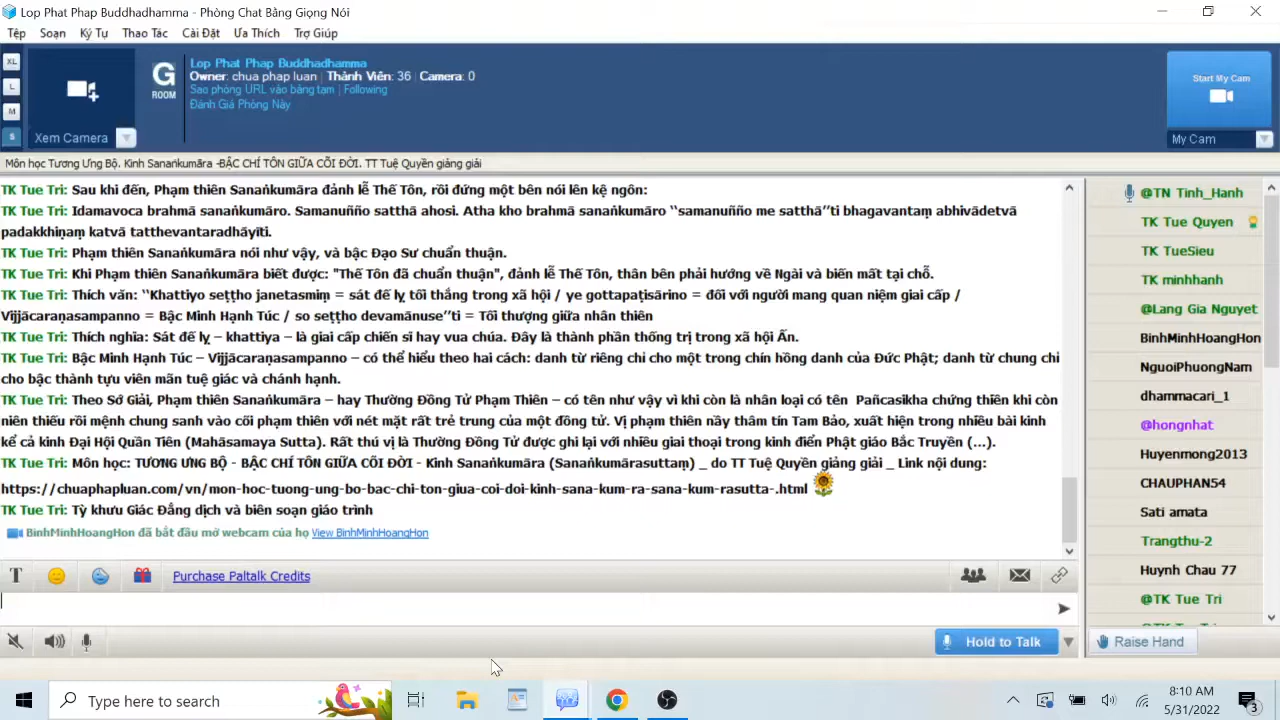 Lop Phat Phap Buddhadhamma - Phòng Chat Bằng Giọng Nói
Tệp Soạn Ký Tự Thao Tác Cài Đặt Ưa Thích Trợ Giúp
XL
L
M
S
Xem Camera
G
ROOM
Lop Phat Phap Buddhadhamma
Owner: chua phap luan | Thành Viên: 36 | Camera: 0
Sao phỏng URL vào bảng tạm | Following
Đánh Giá Phòng Này
Start My Cam
My Cam
Môn học Tương Ưng Bộ. Kinh Sanaṅkumāra -BẬC CHÍ TÔN GIỮA CÕI ĐỜI. TT Tuệ Quyền giảng giải
TK Tue Tri: Sau khi đến, Phạm thiên Sanaṅkumāra đảnh lễ Thế Tôn, rồi đứng một bên nói lên kệ ngôn:
TK Tue Tri: Idamavoca brahmā sanaṅkumāro. Samanuñño satthā ahosi. Atha kho brahmā sanaṅkumāro ‘‘samanuñño me satthā’’ti bhagavantaṃ abhivādetvā
padakkhiṇaṃ katvā tatthevantaradhāyīti.
TK Tue Tri: Phạm thiên Sanaṅkumāra nói như vậy, và bậc Đạo Sư chuẩn thuận.
TK Tue Tri: Khi Phạm thiên Sanaṅkumāra biết được: "Thế Tôn đã chuẩn thuận", đảnh lễ Thế Tôn, thân bên phải hướng về Ngài và biến mất tại chỗ.
TK Tue Tri: Thích văn: ‘‘Khattiyo seṭṭho janetasmiṃ = sát đế lỵ tối thắng trong xã hội / ye gottapaṭisārino = đối với người mang quan niệm giai cấp /
Vijjācaraṇasampanno = Bậc Minh Hạnh Túc / so seṭṭho devamānuse’’ti = Tối thượng giữa nhân thiên
TK Tue Tri: Thích nghĩa: Sát đế lỵ – khattiya – là giai cấp chiến sĩ hay vua chúa. Đây là thành phần thống trị trong xã hội Ấn.
TK Tue Tri: Bậc Minh Hạnh Túc – Vijjācaraṇasampanno – có thể hiểu theo hai cách: danh từ riêng chỉ cho một trong chín hồng danh của Đức Phật; danh từ chung chỉ
cho bậc thành tựu viên mãn tuệ giác và chánh hạnh.
TK Tue Tri: Theo Sớ Giải, Phạm thiên Sanaṅkumāra – hay Thường Đồng Tử Phạm Thiên – có tên như vậy vì khi còn là nhân loại có tên Pañcasikha chứng thiền khi còn
niên thiếu rồi mệnh chung sanh vào cõi phạm thiên với nét mặt rất trẻ trung của một đồng tử. Vị phạm thiên nầy thâm tín Tam Bảo, xuất hiện trong nhiều bài kinh
kể cả kinh Đại Hội Quần Tiên (Mahāsamaya Sutta). Rất thú vị là Thường Đồng Tử được ghi lại với nhiều giai thoại trong kinh điển Phật giáo Bắc Truyền (...).
TK Tue Tri: Môn học: TƯƠNG ƯNG BỘ - BẬC CHÍ TÔN GIỮA CÕI ĐỜI - Kinh Sanaṅkumāra (Sanaṅkumārasuttaṃ) _ do TT Tuệ Quyền giảng giải _ Link nội dung:
https://chuaphapluan.com/vn/mon-hoc-tuong-ung-bo-bac-chi-ton-giua-coi-doi-kinh-sana-kum-ra-sana-kum-rasutta-.html
TK Tue Tri: Tỳ khưu Giác Đẳng dịch và biên soạn giáo trình
BinhMinhHoangHon đã bắt đầu mở webcam của họ View BinhMinhHoangHon
@TN Tinh_Hanh
TK Tue Quyen
TK TueSieu
TK minhhanh
@Lang Gia Nguyet
BinhMinhHoangHon
NguoiPhuongNam
dhammacari_1
@hongnhat
Huyenmong2013
CHAUPHAN54
Sati amata
Trangthu-2
Huynh Chau 77
@TK Tue Tri
T Purchase Paltalk Credits
Hold to Talk
Raise Hand
Type here to search
8:10 AM
5/31/2022
3